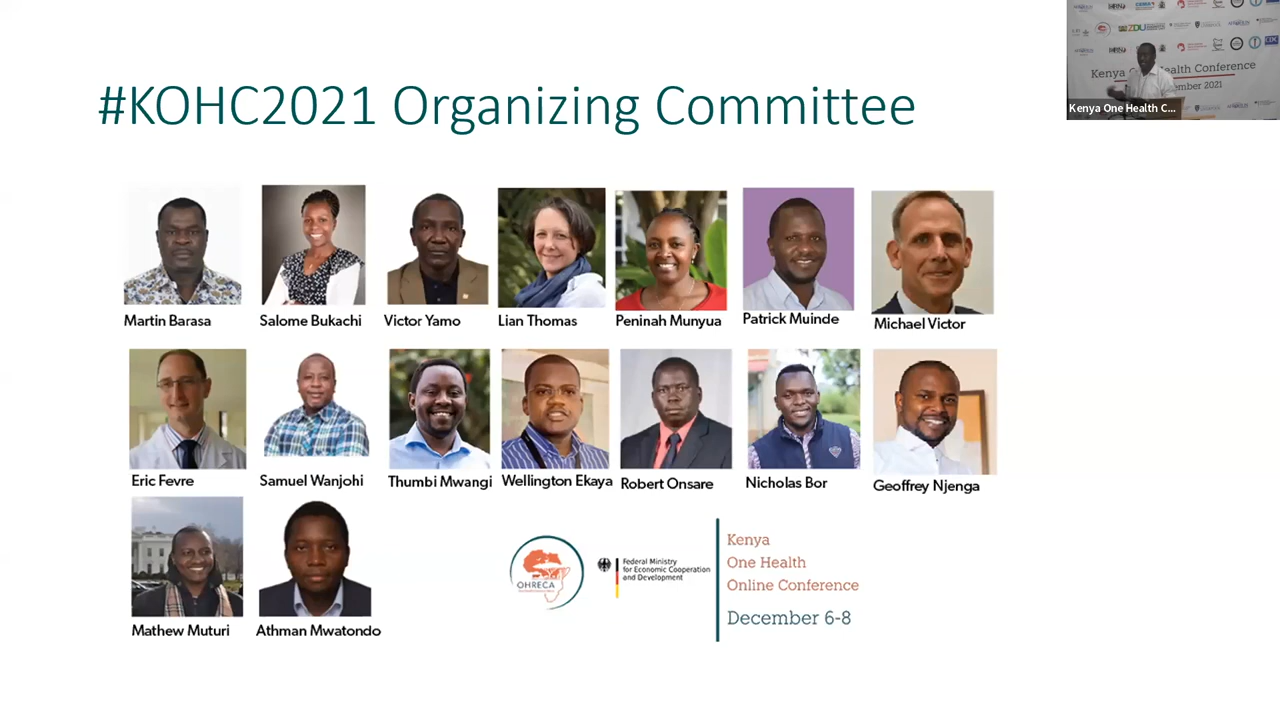 #KOHC2021 Organizing Committee
Kenya One Health Conference
December 2021
Kenya One Health C...
Martin Barasa
Salome Bukachi
Victor Yamo
Lian Thomas
Peninah Munyua
Patrick Muinde
Michael Victor
Eric Fevre
Samuel Wanjohi
Thumbi Mwangi
Wellington Ekaya
Robert Onsare
Nicholas Bor
Geoffrey Njenga
Mathew Muturi
Athman Mwatondo
OHRECA
Federal Ministry
for Economic Cooperation
and Development
Kenya
One Health
Online Conference
December 6-8